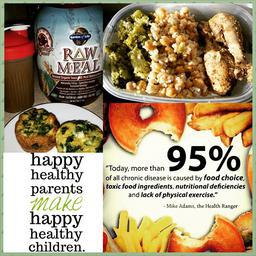 RAW
MEAL
happy
healthy
parents
make
happy
healthy
children.
"Today, more than 95%
of all chronic disease is caused by food choice,
toxic food ingredients, nutritional deficiencies
and lack of physical exercise."
- Mike Adams, the Health Ranger